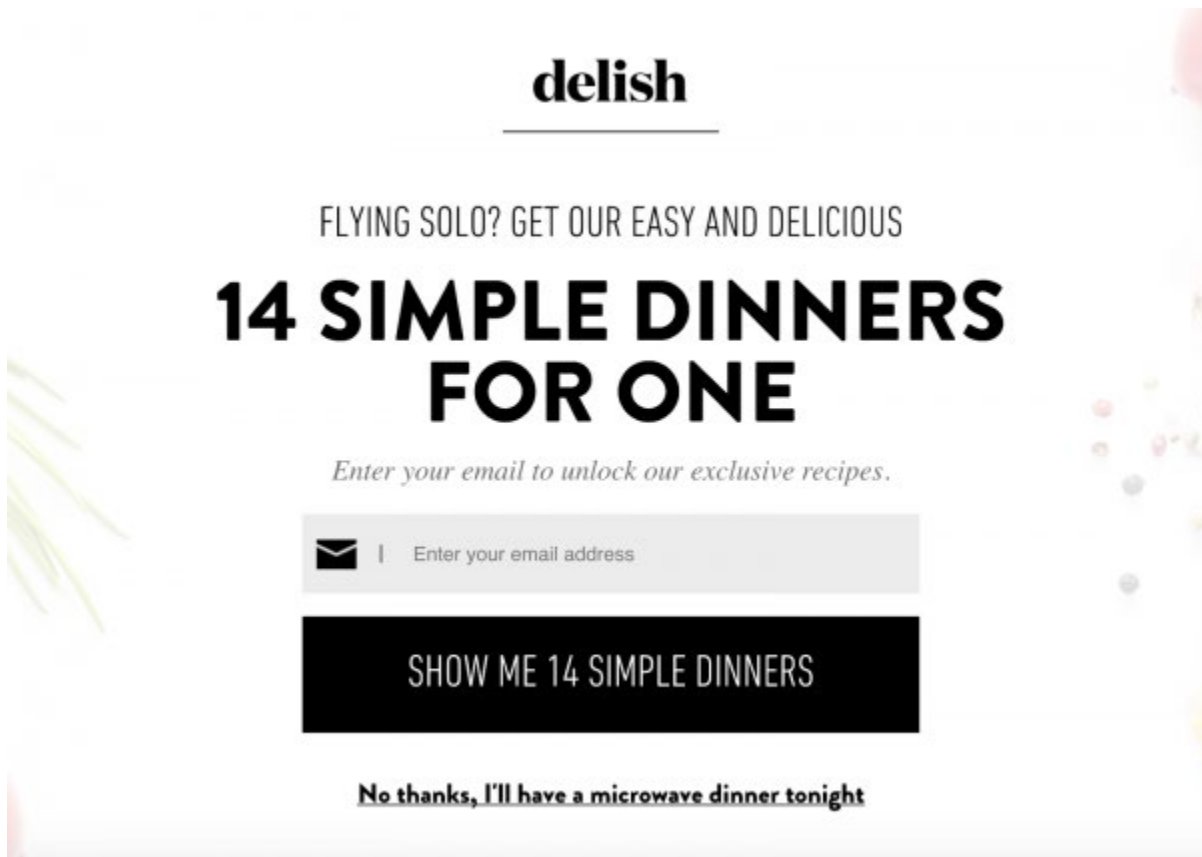 delish
FLYING SOLO? GET OUR EASY AND DELICIOUS
14 SIMPLE DINNERS
FOR ONE
Enter your email to unlock our exclusive recipes.
Enter your email address
SHOW ME 14 SIMPLE DINNERS
No thanks, I'll have a microwave dinner tonight